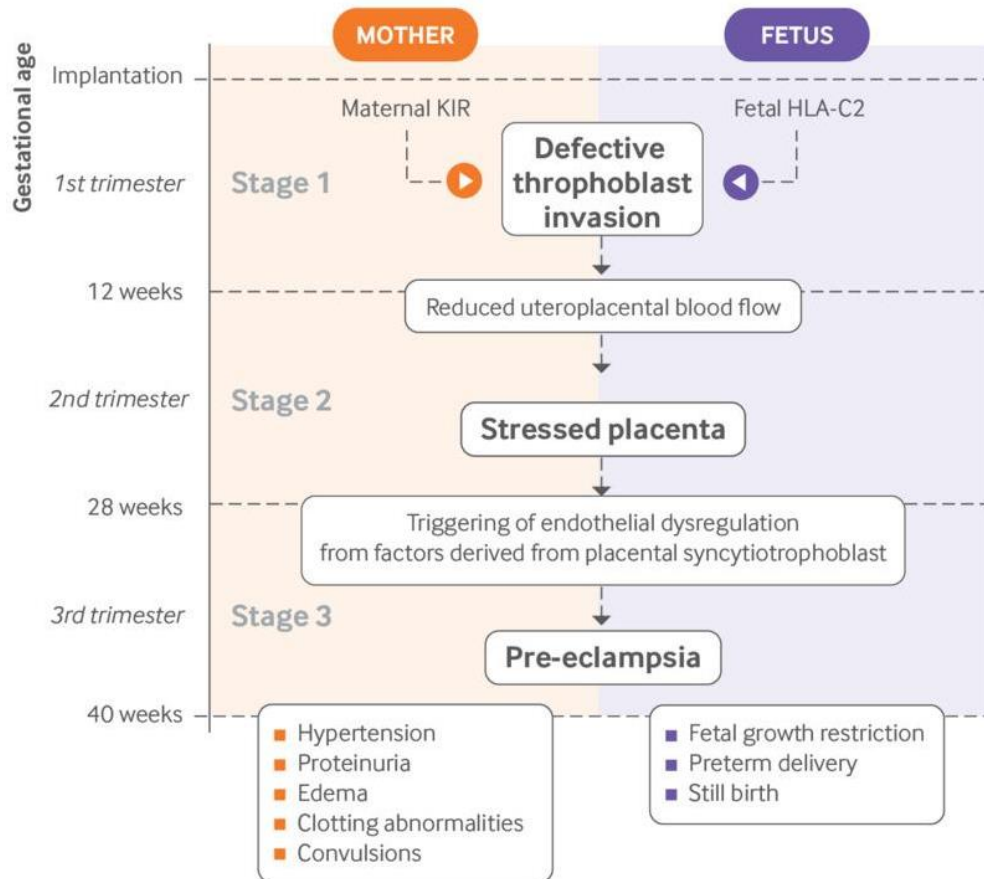 MOTHER
FETUS
Gestational age
Implantation
Maternal KIR
Fetal HLA-C2
1st trimester
Stage 1
Defective
throphoblast
invasion
12 weeks
Reduced uteroplacental blood flow
2nd trimester
Stage 2
Stressed placenta
28 weeks
Triggering of endothelial dysregulation
from factors derived from placental syncytiotrophoblast
3rd trimester
Stage 3
Pre-eclampsia
40 weeks
Hypertension
Proteinuria
Edema
Clotting abnormalities
Convulsions
Fetal growth restriction
Preterm delivery
Still birth